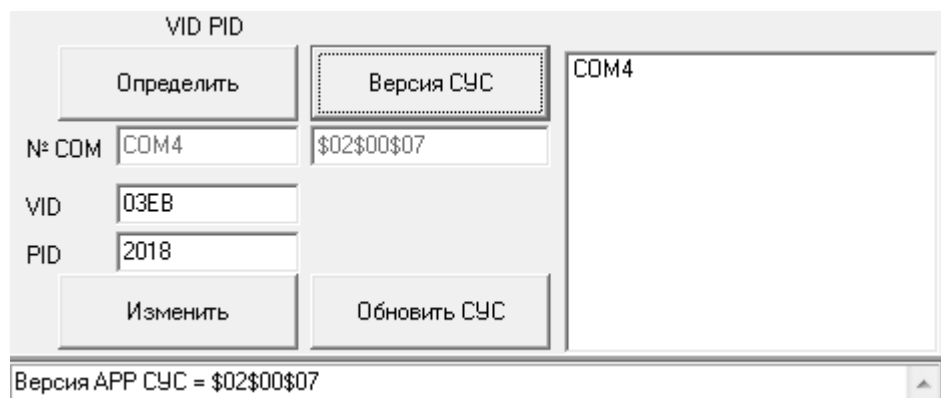 VID PID
Определить
Версия СУС
COM4
№ COM
COM4
$02$00$07
VID
03EB
PID
2018
Изменить
Обновить СУС
Версия APP СУС = $02$00$07